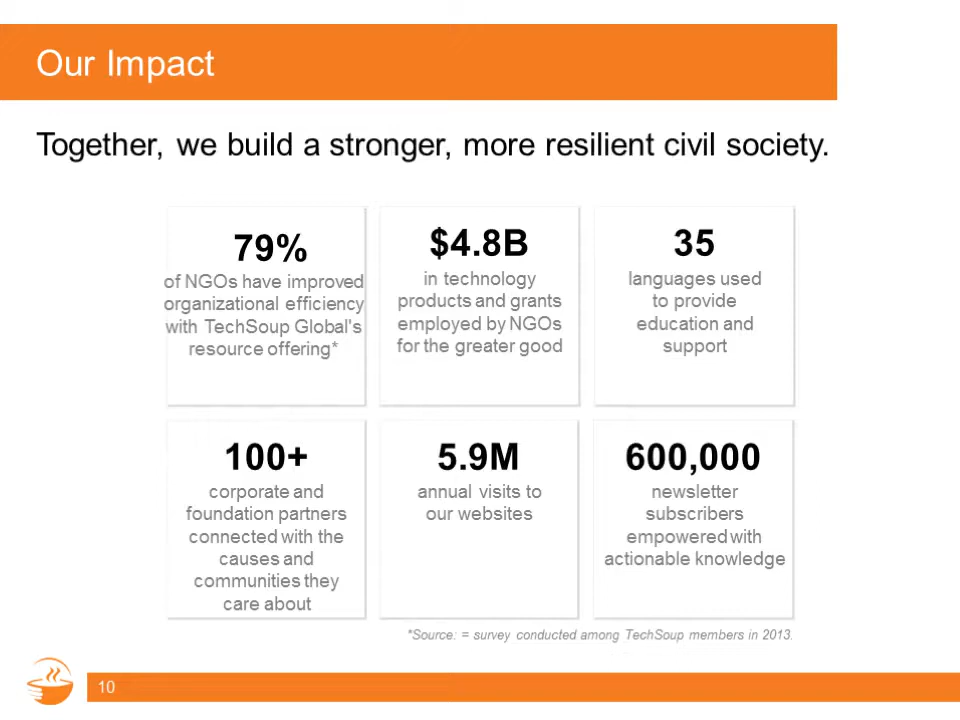 Our Impact
Together, we build a stronger, more resilient civil society.
79%
of NGOs have improved
organizational efficiency
with TechSoup Global's
resource offering*
$4.8B
in technology
products and grants
employed by NGOs
for the greater good
35
languages used
to provide
education and
support
100+
corporate and
foundation partners
connected with the
causes and
communities they
care about
5.9M
annual visits to
our websites
600,000
newsletter
subscribers
empowered with
actionable knowledge
*Source: = survey conducted among TechSoup members in 2013.
10